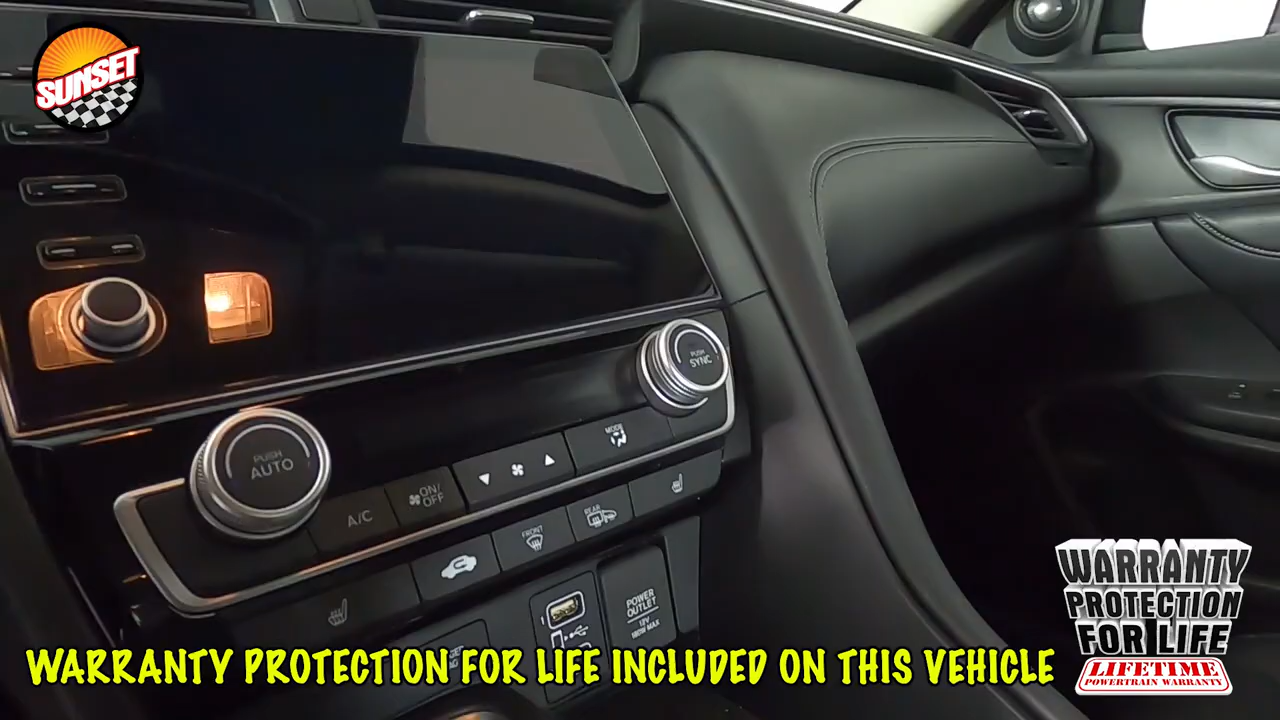 SUNSET
PUSH
SYNC
PUSH
AUTO
MODE
A/C
ON/
OFF
FRONT
REAR
1
POWER
OUTLET
12V
180W MAX
WARRANTY PROTECTION FOR LIFE INCLUDED ON THIS VEHICLE
WARRANTY
PROTECTION
FOR LIFE
LIFETIME
POWERTRAIN WARRANTY